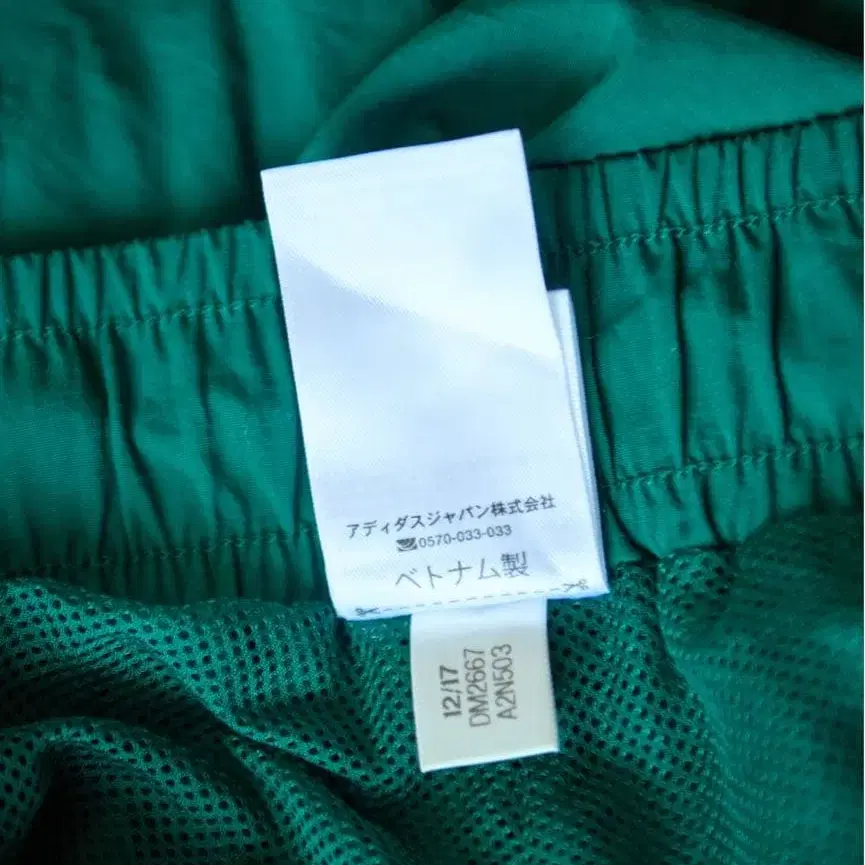 アディダスジャパン株式会社
0570-033-033
ベトナム製
12/17
DM2667
A2N503